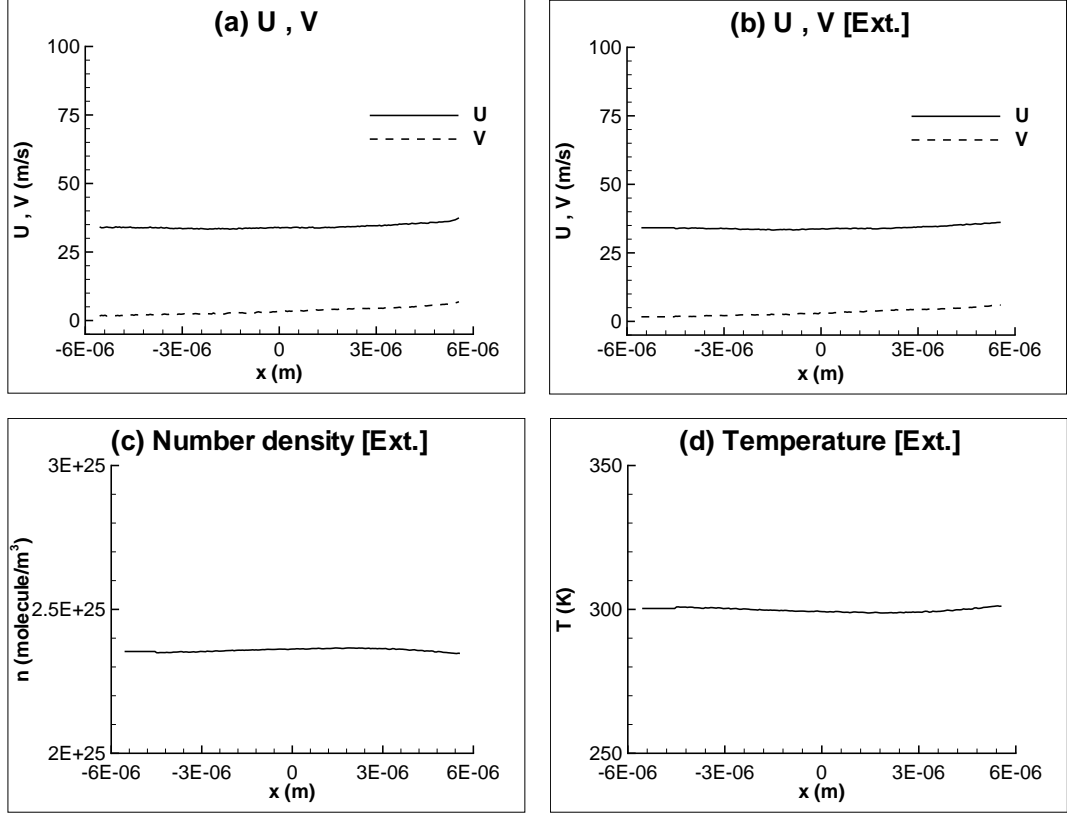 (a) U , V
100
75
50
25
0
U , V (m/s)
U
V
-6E-06 -3E-06 0 3E-06 6E-06
x (m)
(b) U , V [Ext.]
100
75
50
25
0
U , V (m/s)
U
V
-6E-06 -3E-06 0 3E-06 6E-06
x (m)
(c) Number density [Ext.]
3E+25
2.5E+25
2E+25
n (molecule/m³)
-6E-06 -3E-06 0 3E-06 6E-06
x (m)
(d) Temperature [Ext.]
350
300
250
T (K)
-6E-06 -3E-06 0 3E-06 6E-06
x (m)